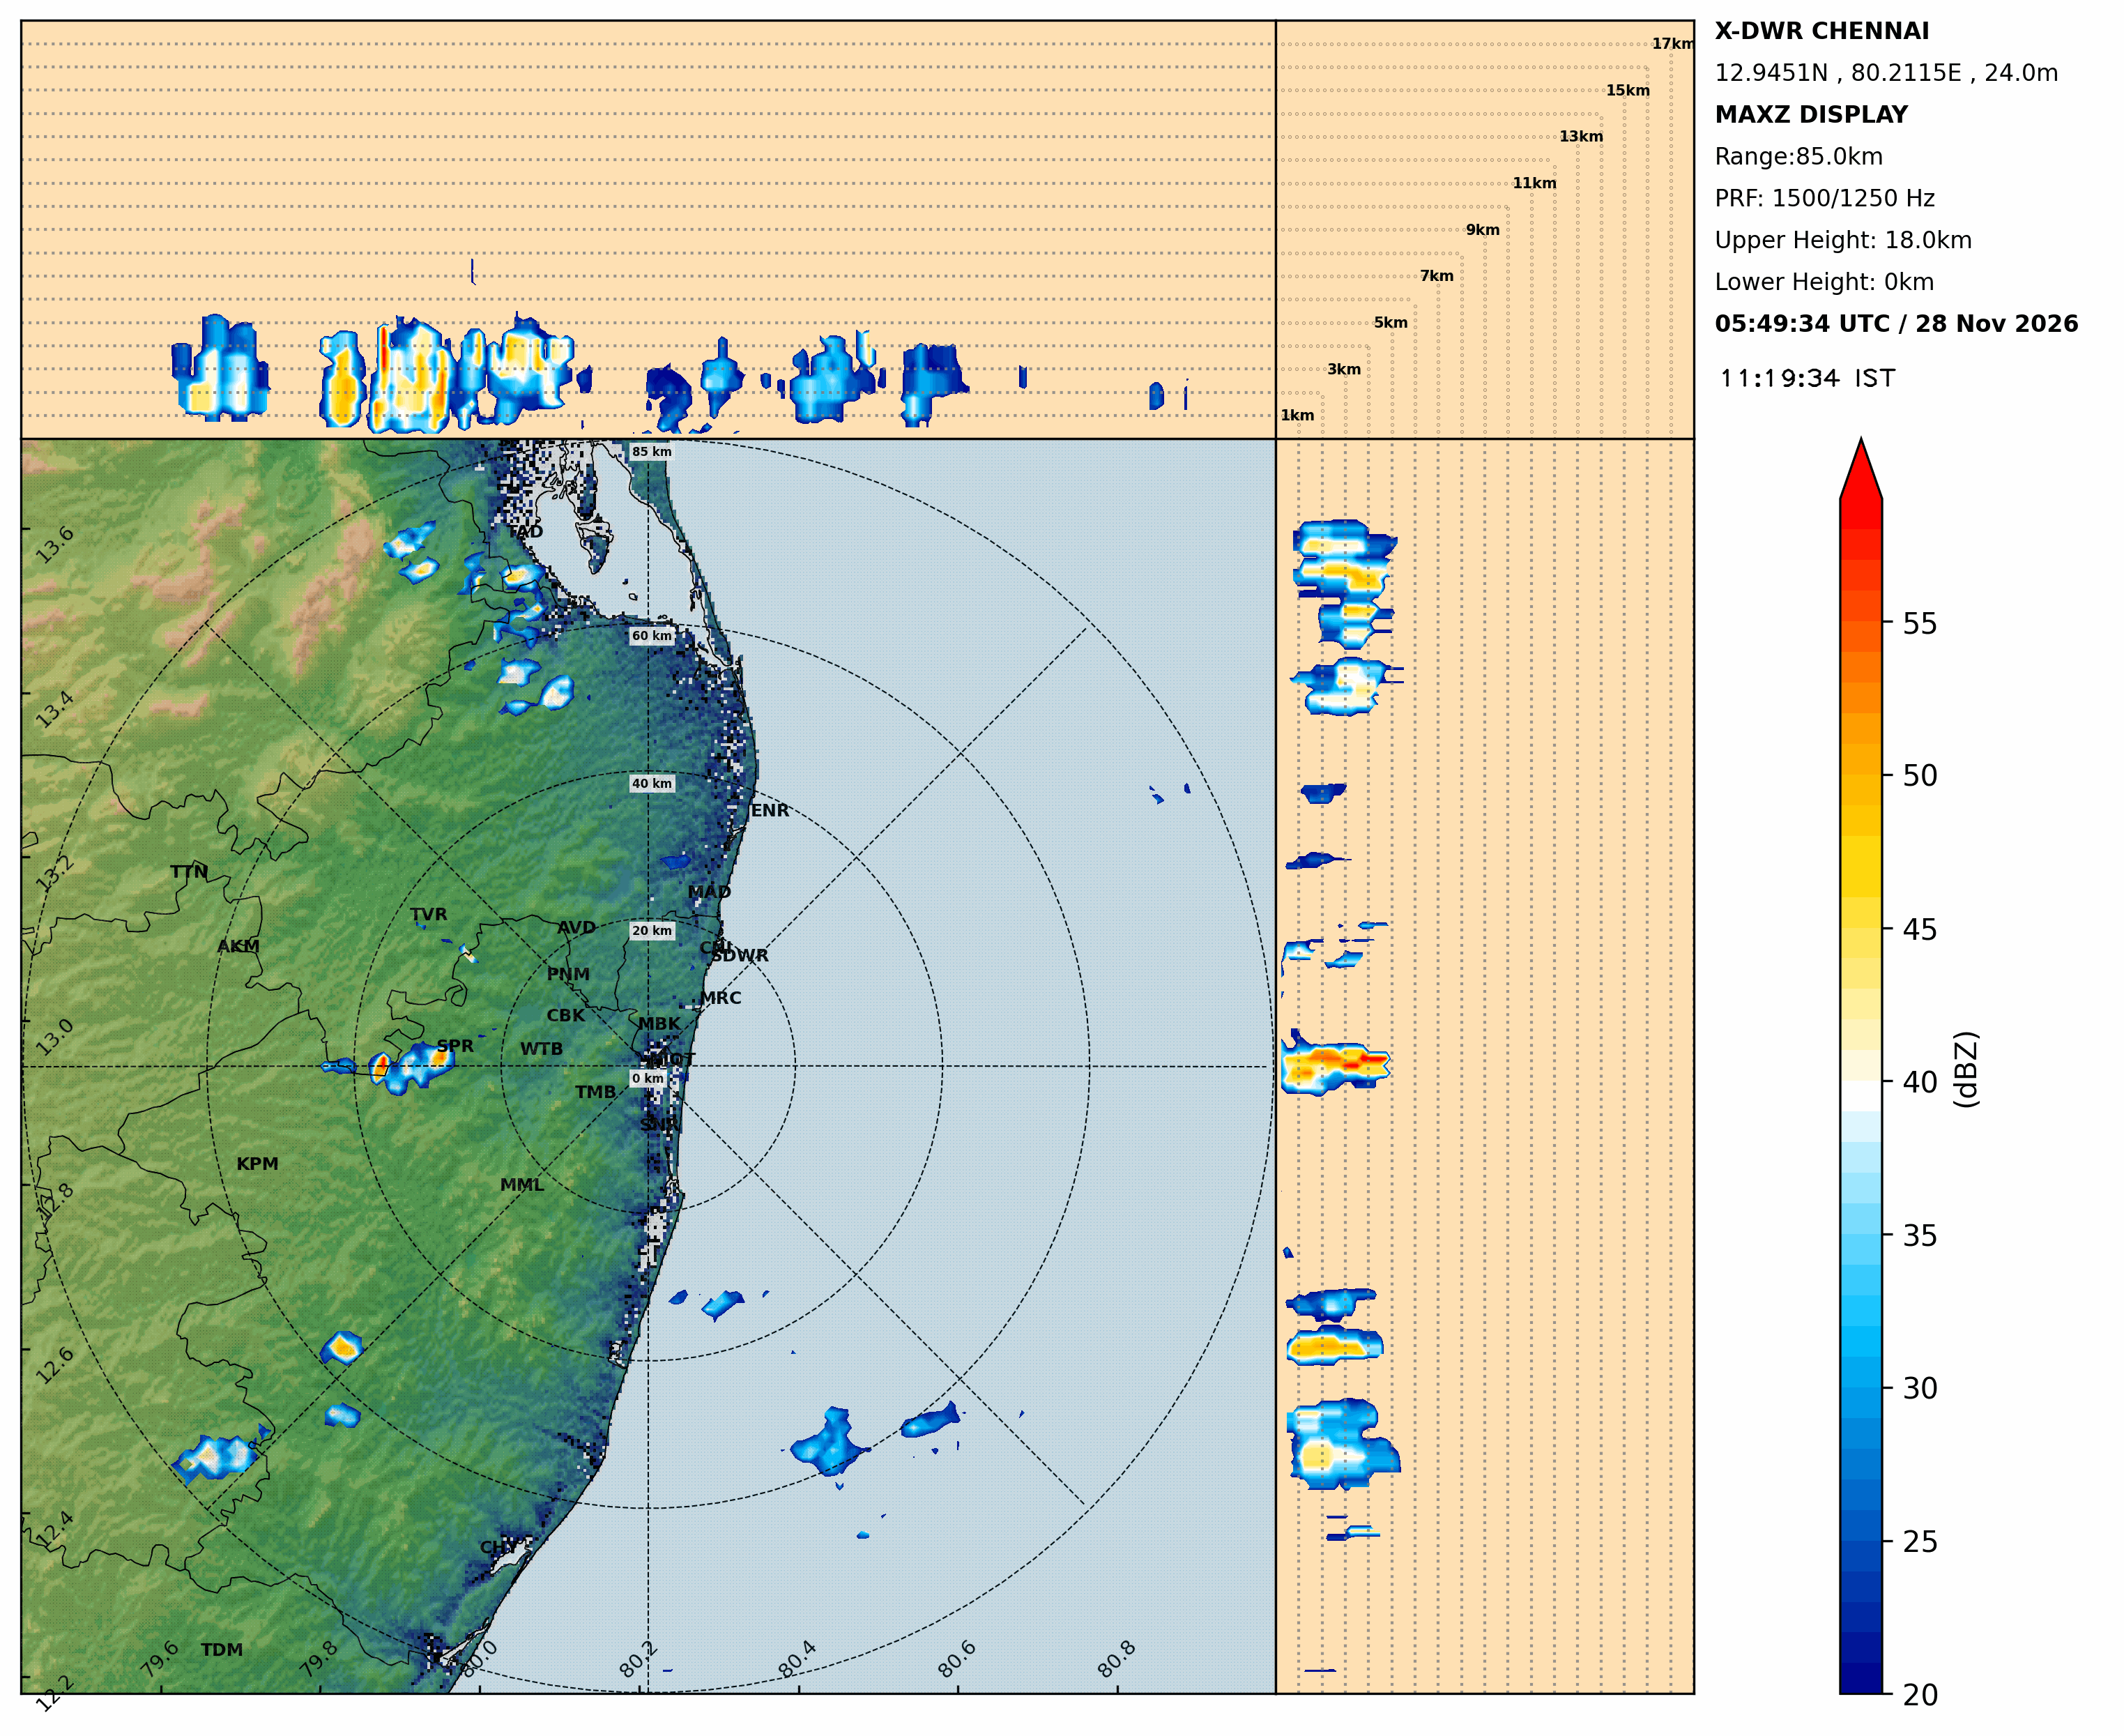 17km
15km
13km
11km
9km
7km
5km
3km
1km
X-DWR CHENNAI
12.9451N , 80.2115E , 24.0m
MAXZ DISPLAY
Range:85.0km
PRF: 1500/1250 Hz
Upper Height: 18.0km
Lower Height: 0km
05:49:34 UTC / 28 Nov 2026
11:19:34 IST
85 km
TAD
13.6
60 km
13.4
40 km
ENR
13.2
TTN
MAD
TVR
AVD
20 km
AKM
SDWR
PNM
MRC
13.0
CBK
MBK
SPR
WTB
0 km
TMB
SNR
KPM
MML
12.8
12.6
12.4
CHY
TDM
12.2
79.6
79.8
80.0
80.2
80.4
80.6
80.8
55
50
45
40
35
30
25
20
(dBZ)